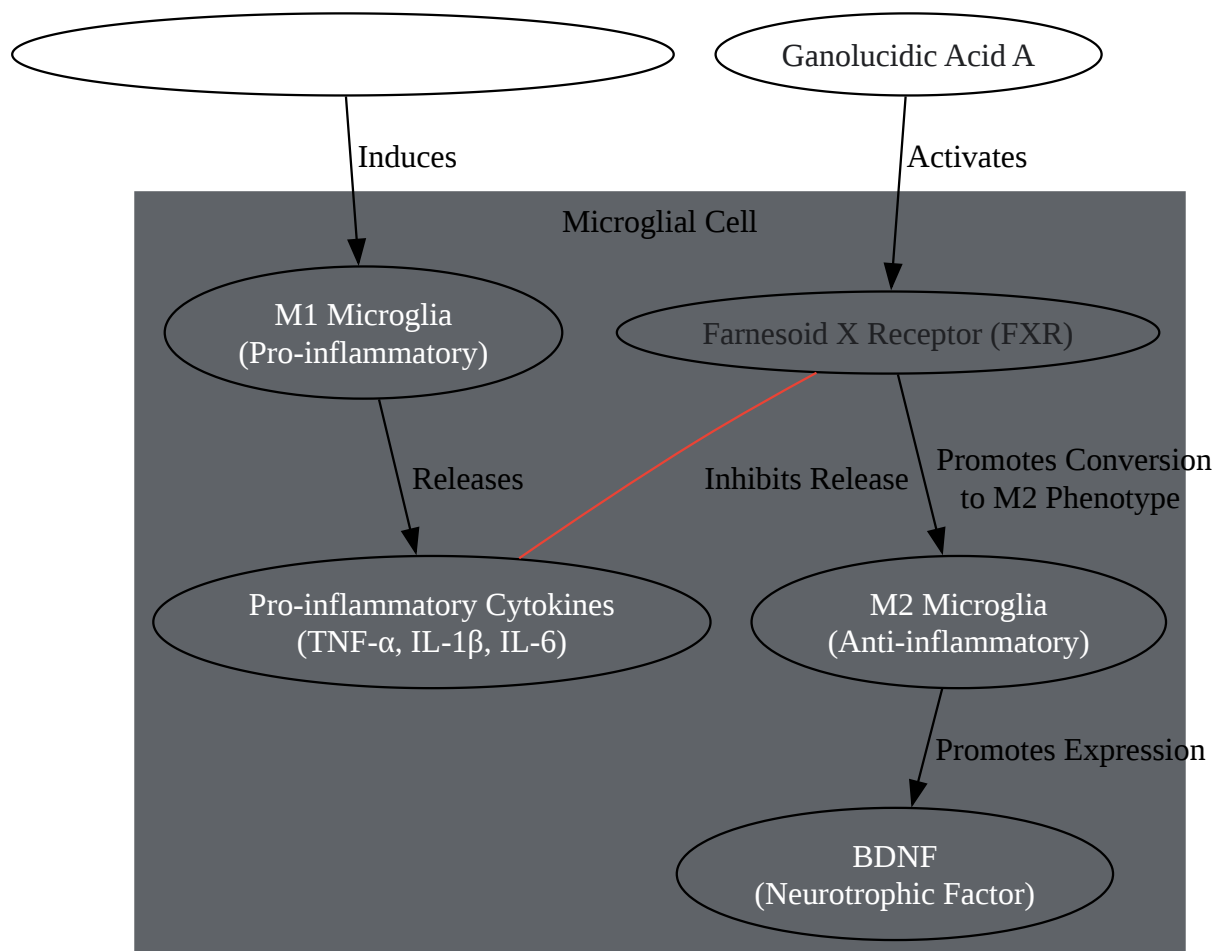 Ganolucidic Acid A
Induces
Activates
Microglial Cell
M1 Microglia
(Pro-inflammatory)
Farnesoid X Receptor (FXR)
Releases
Inhibits Release
Promotes Conversion
to M2 Phenotype
Pro-inflammatory Cytokines
(TNF-α, IL-1β, IL-6)
M2 Microglia
(Anti-inflammatory)
Promotes Expression
BDNF
(Neurotrophic Factor)